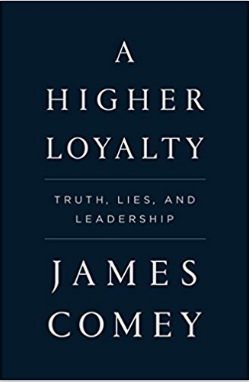 A
HIGHER
LOYALTY
TRUTH, LIES, AND
LEADERSHIP
JAMES
COMEY